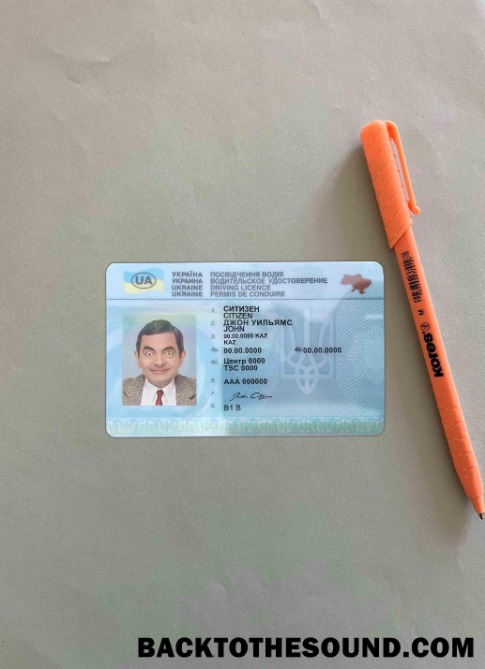 UA
УКРАЇНА ПОСВІДЧЕННЯ ВОДІЯ
УКРАИНА ВОДИТЕЛЬСКОЕ УДОСТОВЕРЕНИЕ
UKRAINE DRIVING LICENCE
UKRAINE PERMIS DE CONDUIRE
1. СИТИЗЕН
CITIZEN
2. ДЖОН УИЛЬЯМС
JOHN
3. 00.00.0000 KAZ
KAZ
4a. 00.00.0000 4b. 00.00.0000
4c. Центр 0000
TSC 0000
5. AAA 000000
7.
9. B1 B
kores M
BACKTOTHESOUND.COM